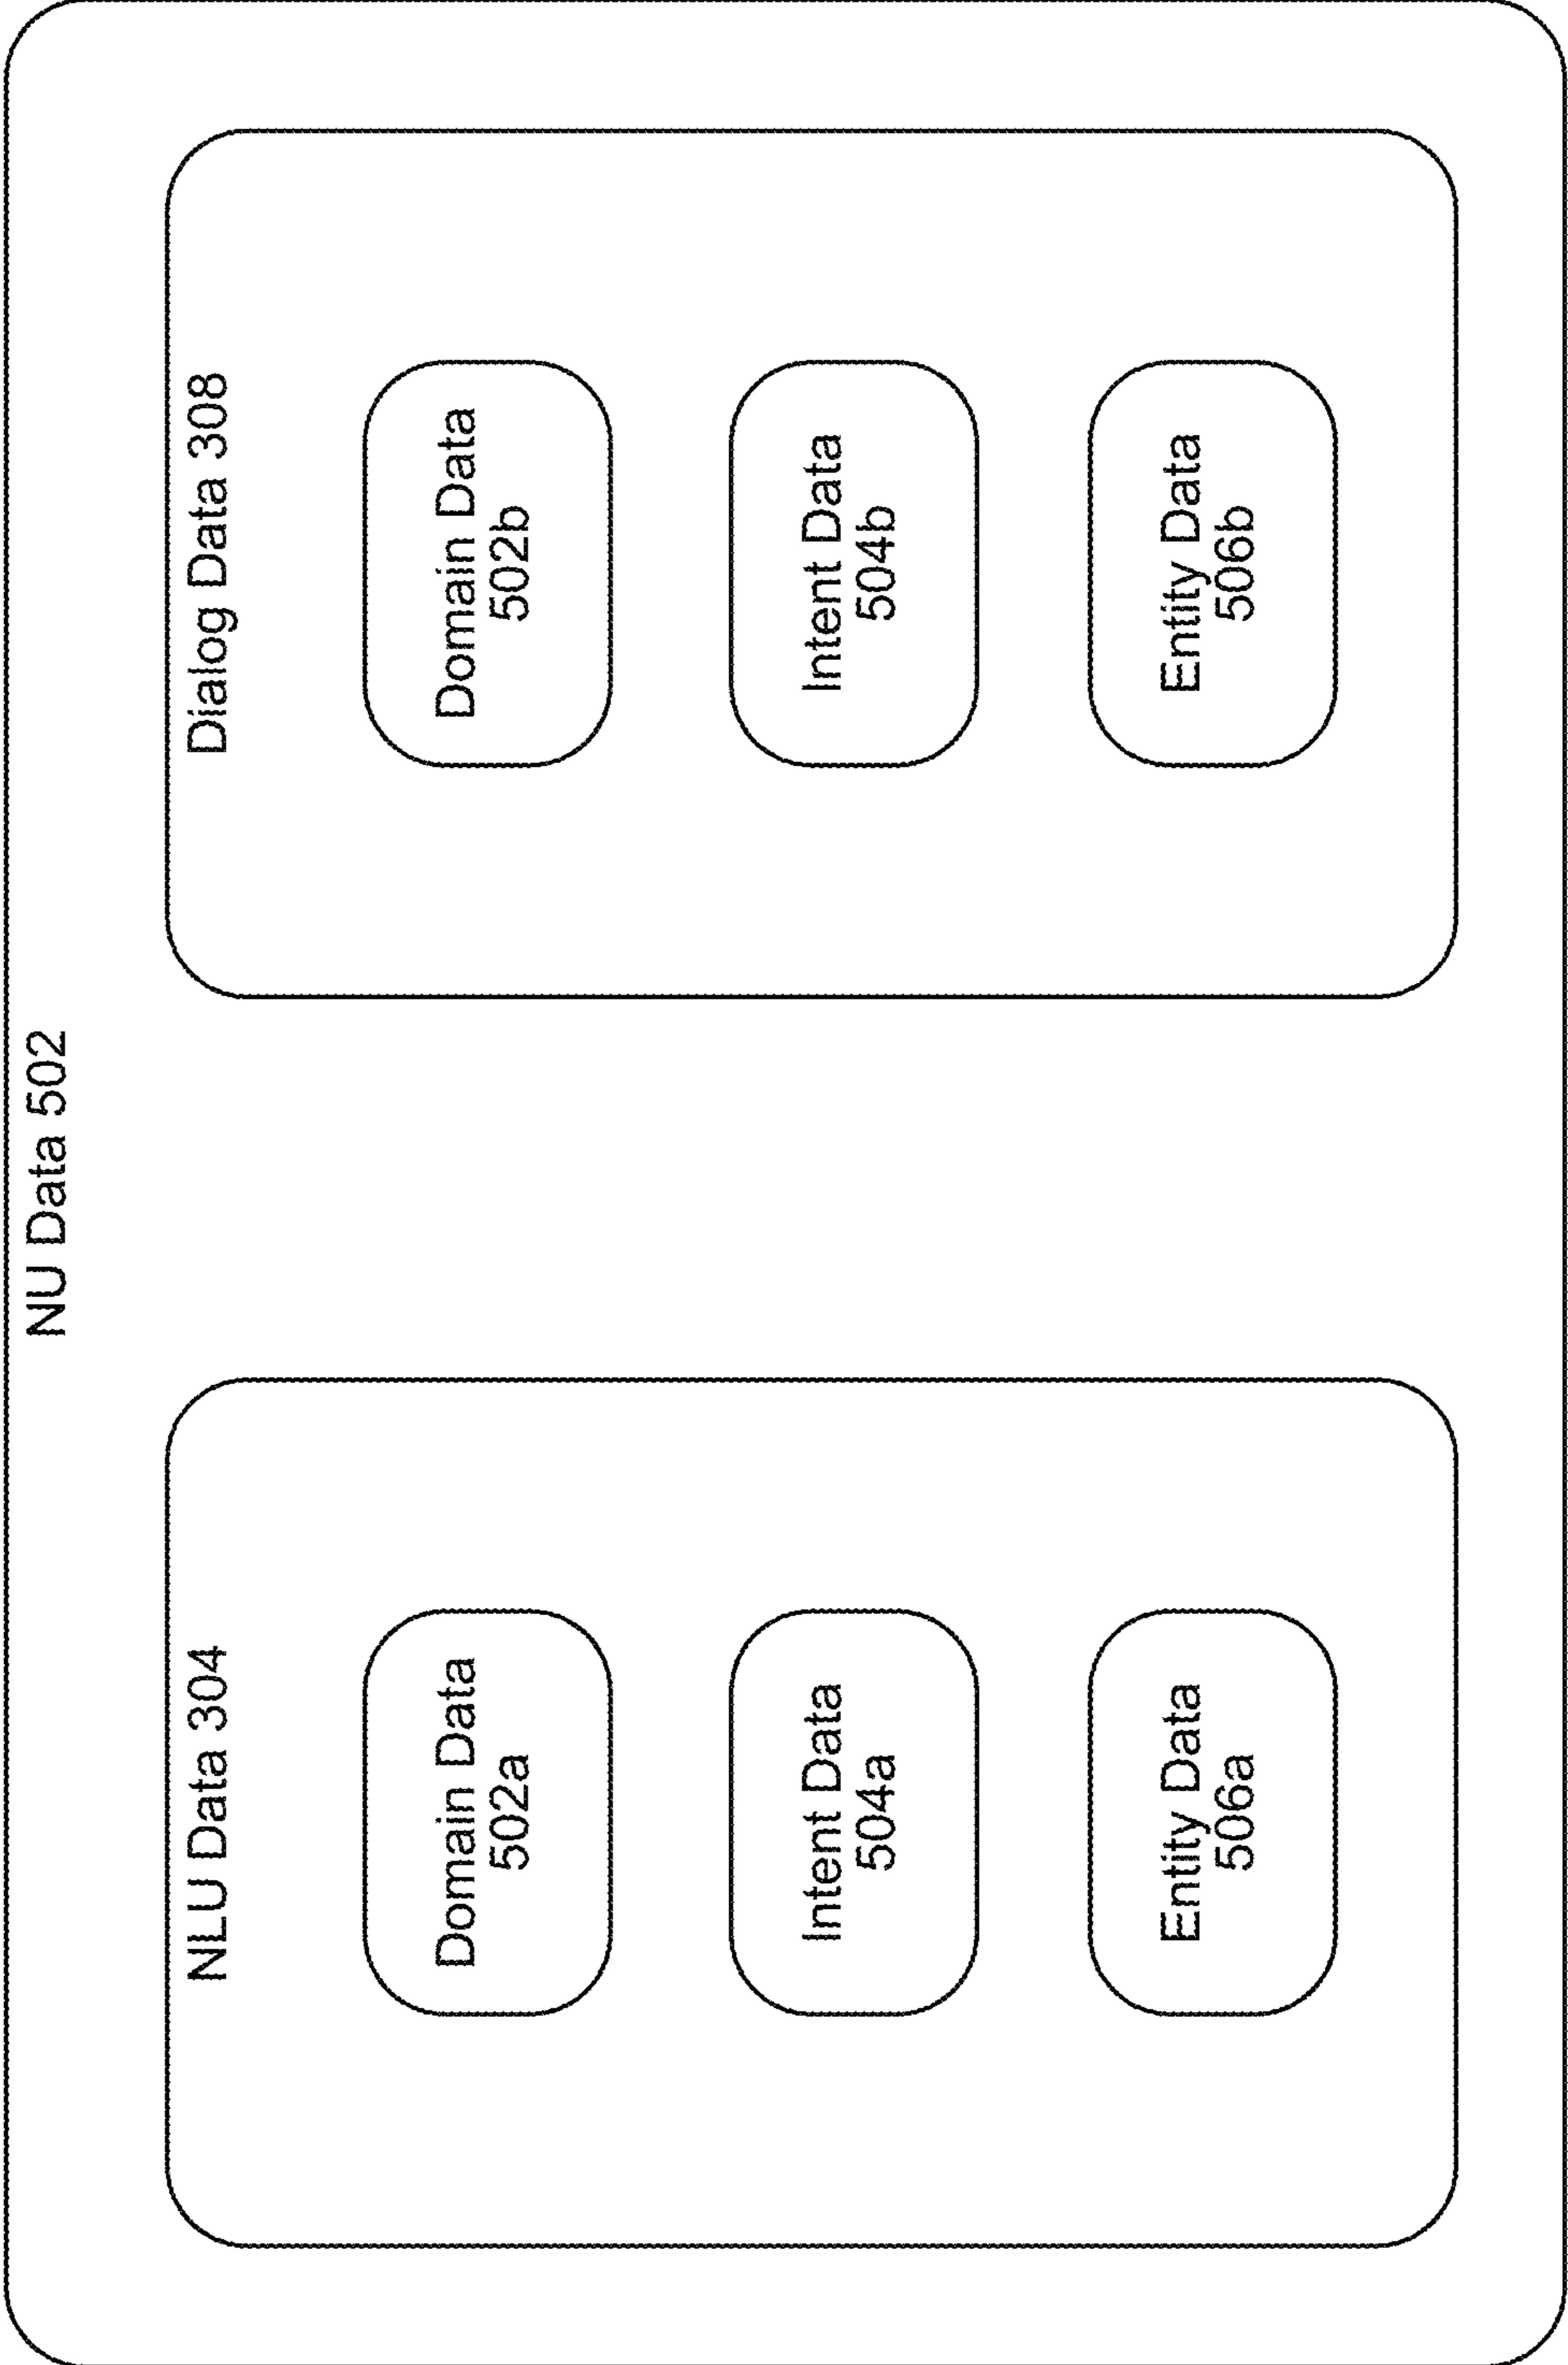 NU Data 502
NLU Data 304
Domain Data
502a
Intent Data
504a
Entity Data
506a
Dialog Data 308
Domain Data
502b
Intent Data
504b
Entity Data
506b